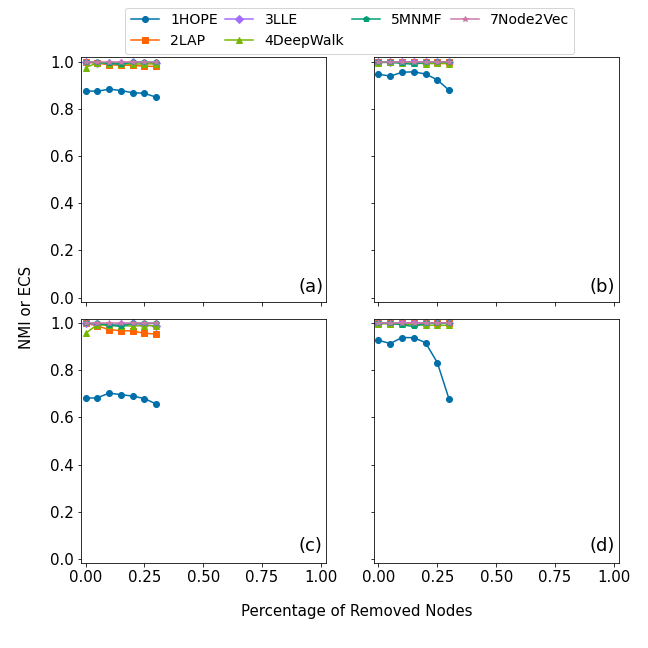 1HOPE 3LLE 5MNMF 7Node2Vec
2LAP 4DeepWalk
1.0
0.8
0.6
0.4
0.2
0.0
(a) (b)
NMI or ECS
1.0
0.8
0.6
0.4
0.2
0.0
(c) (d)
0.00 0.25 0.50 0.75 1.00 0.00 0.25 0.50 0.75 1.00
Percentage of Removed Nodes